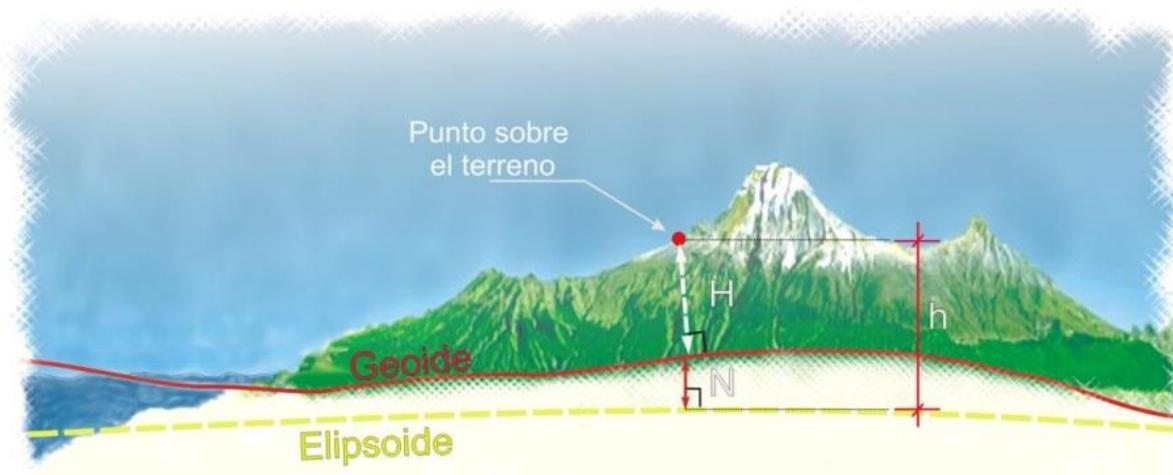 Punto sobre
el terreno
H
h
Geoide
N
Elipsoide